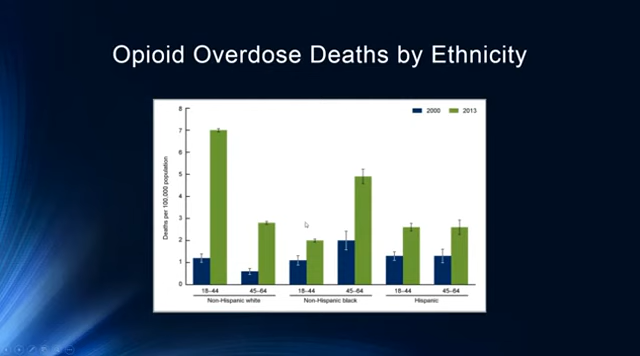 Opioid Overdose Deaths by Ethnicity
2000 2013
Deaths per 100,000 population
8
7
6
5
4
3
2
1
0
18–44 45–64 18–44 45–64 18–44 45–64
Non-Hispanic white Non-Hispanic black Hispanic